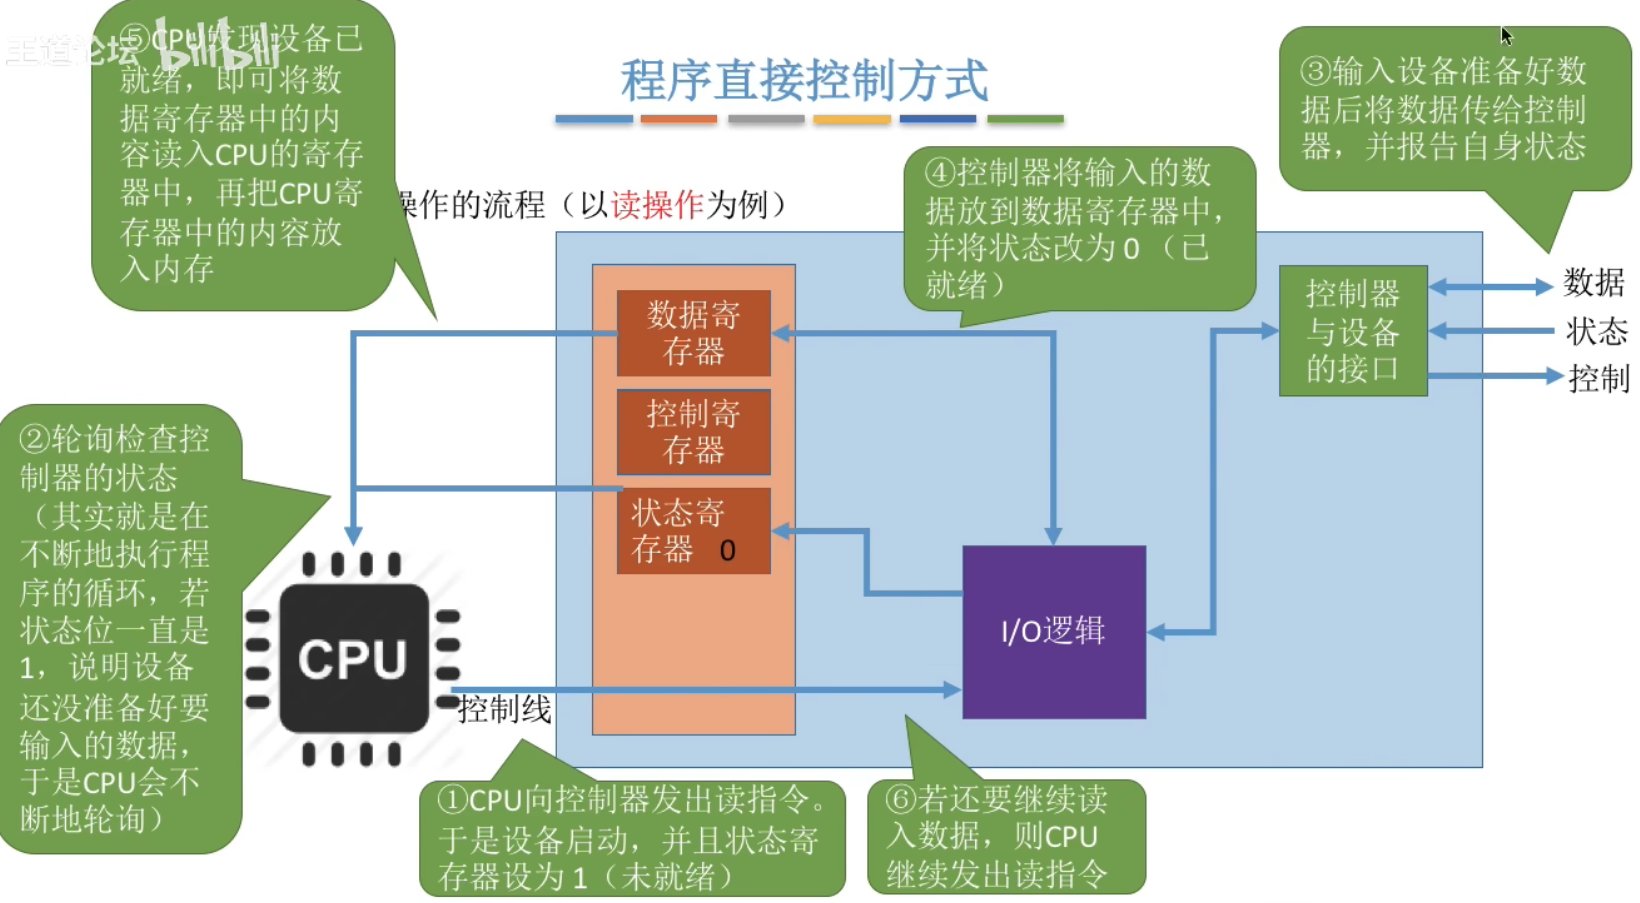 王道论坛 bilibili
程序直接控制方式
操作的流程（以读操作为例）
⑤CPU发现设备已
就绪，即可将数
据寄存器中的内
容读入CPU的寄存
器中，再把CPU寄
存器中的内容放
入内存
③输入设备准备好数
据后将数据传给控制
器，并报告自身状态
④控制器将输入的数
据放到数据寄存器中，
并将状态改为 0 （已
就绪）
数据寄
存器
控制寄
存器
状态寄
存器 0
控制器
与设备
的接口
数据
状态
控制
②轮询检查控
制器的状态
（其实就是在
不断地执行程
序的循环，若
状态位一直是
1，说明设备
还没准备好要
输入的数据，
于是CPU会不
断地轮询）
CPU
I/O逻辑
控制线
①CPU向控制器发出读指令。
于是设备启动，并且状态寄
存器设为 1（未就绪）
⑥若还要继续读
入数据，则CPU
继续发出读指令